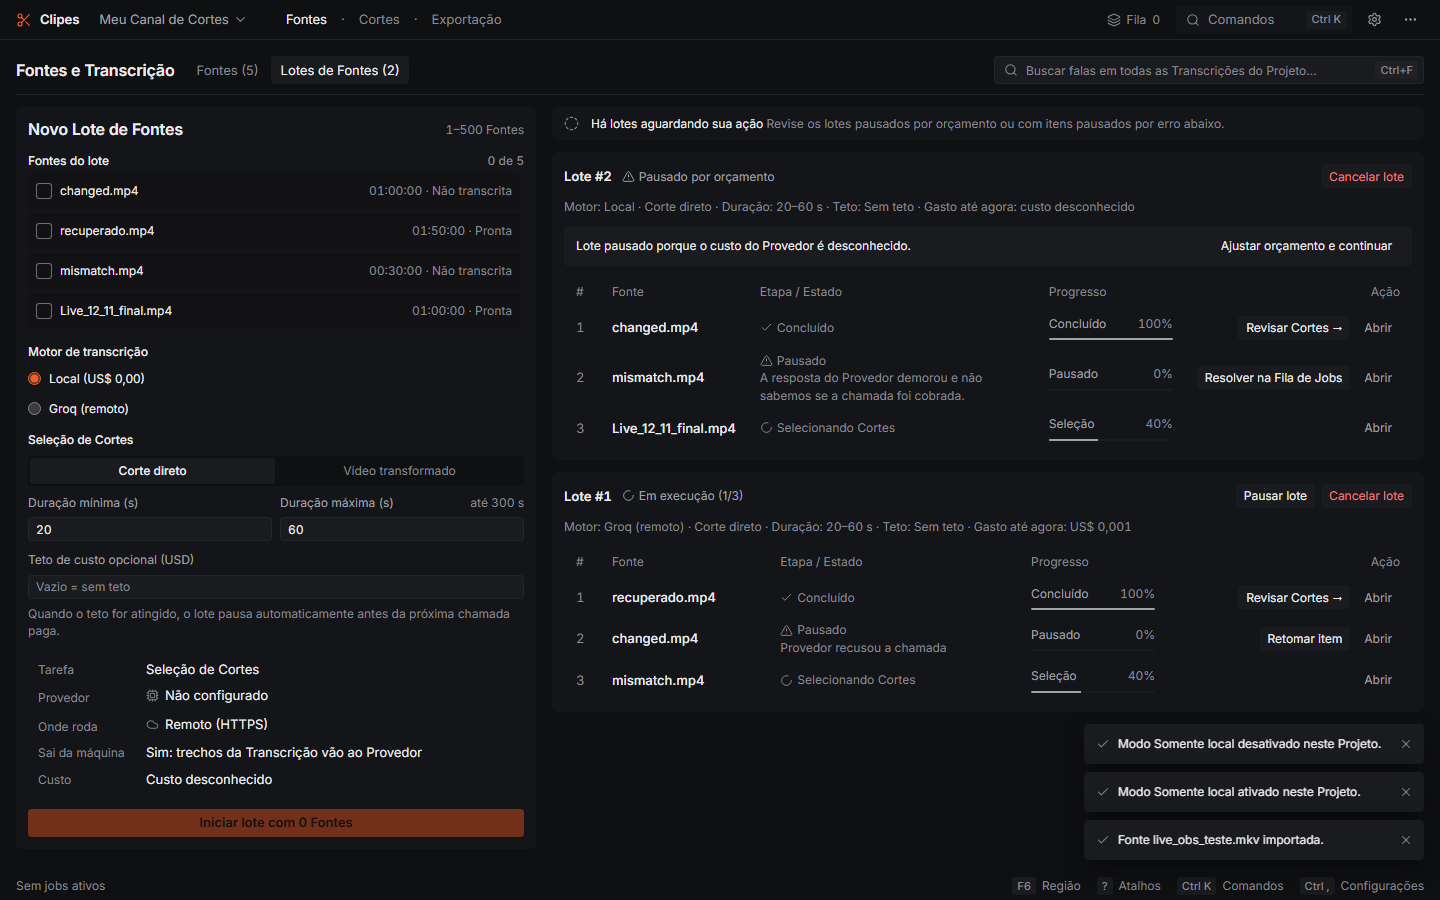 Clipes
Meu Canal de Cortes
Fontes · Cortes · Exportação
Fila 0
Comandos Ctrl K
Fontes e Transcrição
Fontes (5)
Lotes de Fontes (2)
Buscar falas em todas as Transcrições do Projeto... Ctrl+F
Novo Lote de Fontes
1–500 Fontes
Fontes do lote
0 de 5
changed.mp4
01:00:00 · Não transcrita
recuperado.mp4
01:50:00 · Pronta
mismatch.mp4
00:30:00 · Não transcrita
Live_12_11_final.mp4
01:00:00 · Pronta
Motor de transcrição
Local (US$ 0,00)
Groq (remoto)
Seleção de Cortes
Corte direto
Vídeo transformado
Duração mínima (s)
Duração máxima (s)
até 300 s
20
60
Teto de custo opcional (USD)
Vazio = sem teto
Quando o teto for atingido, o lote pausa automaticamente antes da próxima chamada
paga.
Tarefa
Seleção de Cortes
Provedor
Não configurado
Onde roda
Remoto (HTTPS)
Sai da máquina
Sim: trechos da Transcrição vão ao Provedor
Custo
Custo desconhecido
Iniciar lote com 0 Fontes
Há lotes aguardando sua ação Revise os lotes pausados por orçamento ou com itens pausados por erro abaixo.
Lote #2
Pausado por orçamento
Cancelar lote
Motor: Local · Corte direto · Duração: 20–60 s · Teto: Sem teto · Gasto até agora: custo desconhecido
Lote pausado porque o custo do Provedor é desconhecido.
Ajustar orçamento e continuar
# Fonte Etapa / Estado Progresso Ação
1 changed.mp4 Concluído Concluído 100% Revisar Cortes → Abrir
2 mismatch.mp4 Pausado
A resposta do Provedor demorou e não
sabemos se a chamada foi cobrada.
Pausado 0% Resolver na Fila de Jobs Abrir
3 Live_12_11_final.mp4 Selecionando Cortes Seleção 40% Abrir
Lote #1
Em execução (1/3)
Pausar lote
Cancelar lote
Motor: Groq (remoto) · Corte direto · Duração: 20–60 s · Teto: Sem teto · Gasto até agora: US$ 0,001
# Fonte Etapa / Estado Progresso Ação
1 recuperado.mp4 Concluído Concluído 100% Revisar Cortes → Abrir
2 changed.mp4 Pausado
Provedor recusou a chamada
Pausado 0% Retomar item Abrir
3 mismatch.mp4 Selecionando Cortes Seleção 40% Abrir
Modo Somente local desativado neste Projeto.
Modo Somente local ativado neste Projeto.
Fonte live_obs_teste.mkv importada.
Sem jobs ativos
F6 Região ? Atalhos Ctrl K Comandos Ctrl , Configurações